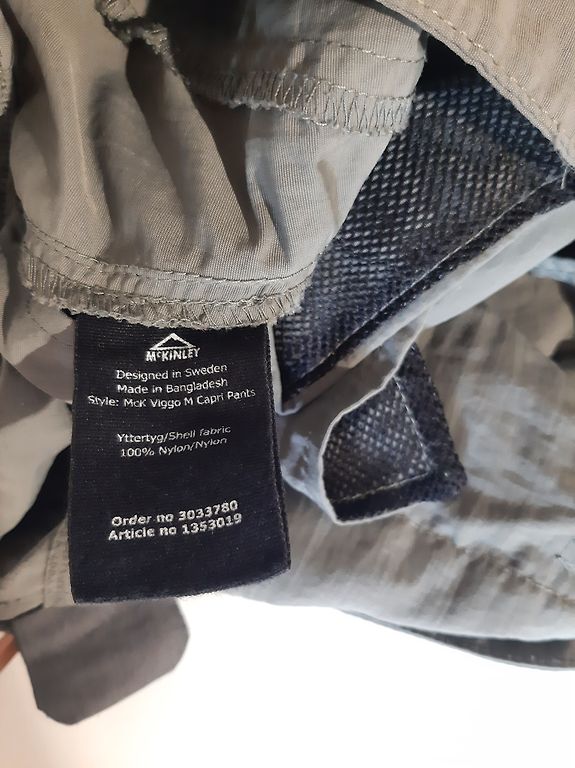 McKINLEY
Designed in Sweden
Made in Bangladesh
Style: McK Viggo M Capri Pants
Yttertyg/Shell fabric
100% Nylon/Nylon
Order no 3033780
Article no 1353019